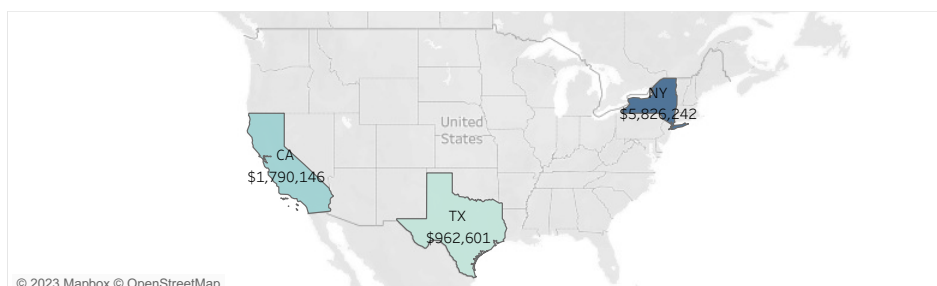 NY
$5,826,242
United
States
CA
$1,790,146
TX
$962,601
© 2023 Mapbox © OpenStreetMap